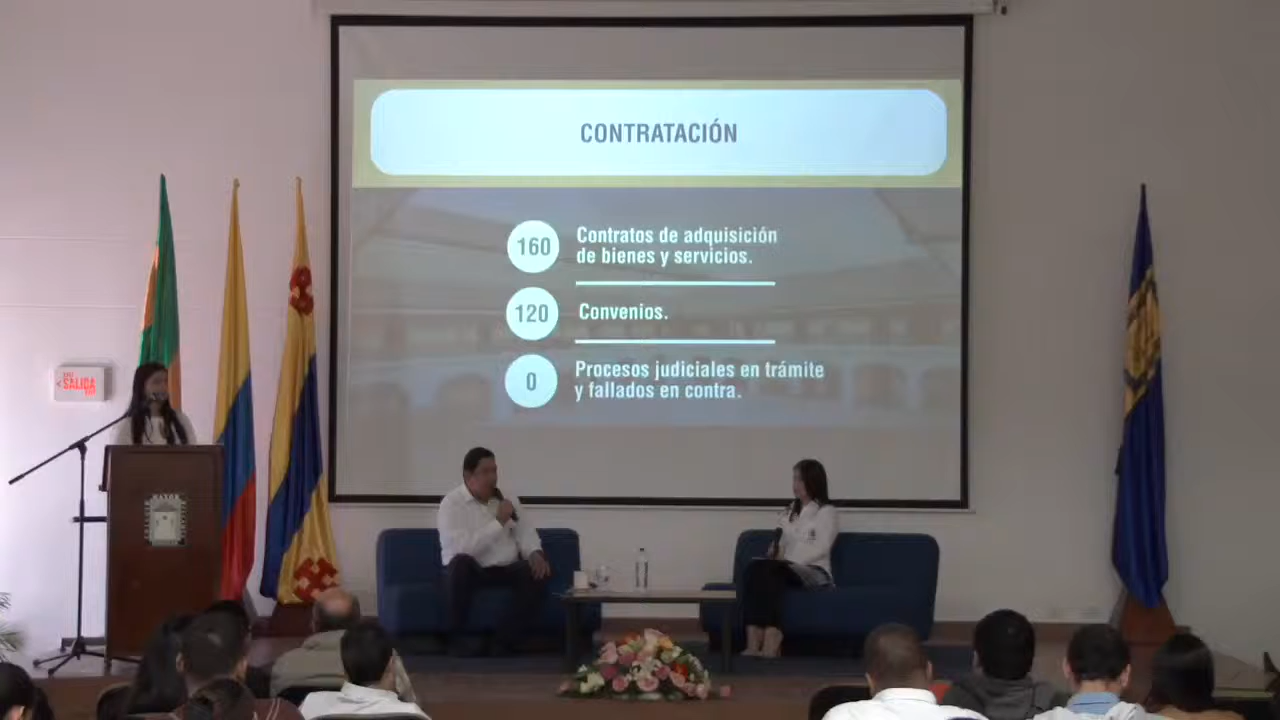 CONTRATACIÓN
160
Contratos de adquisición
de bienes y servicios.
120
Convenios.
0
Procesos judiciales en trámite
y fallados en contra.
SALIDA